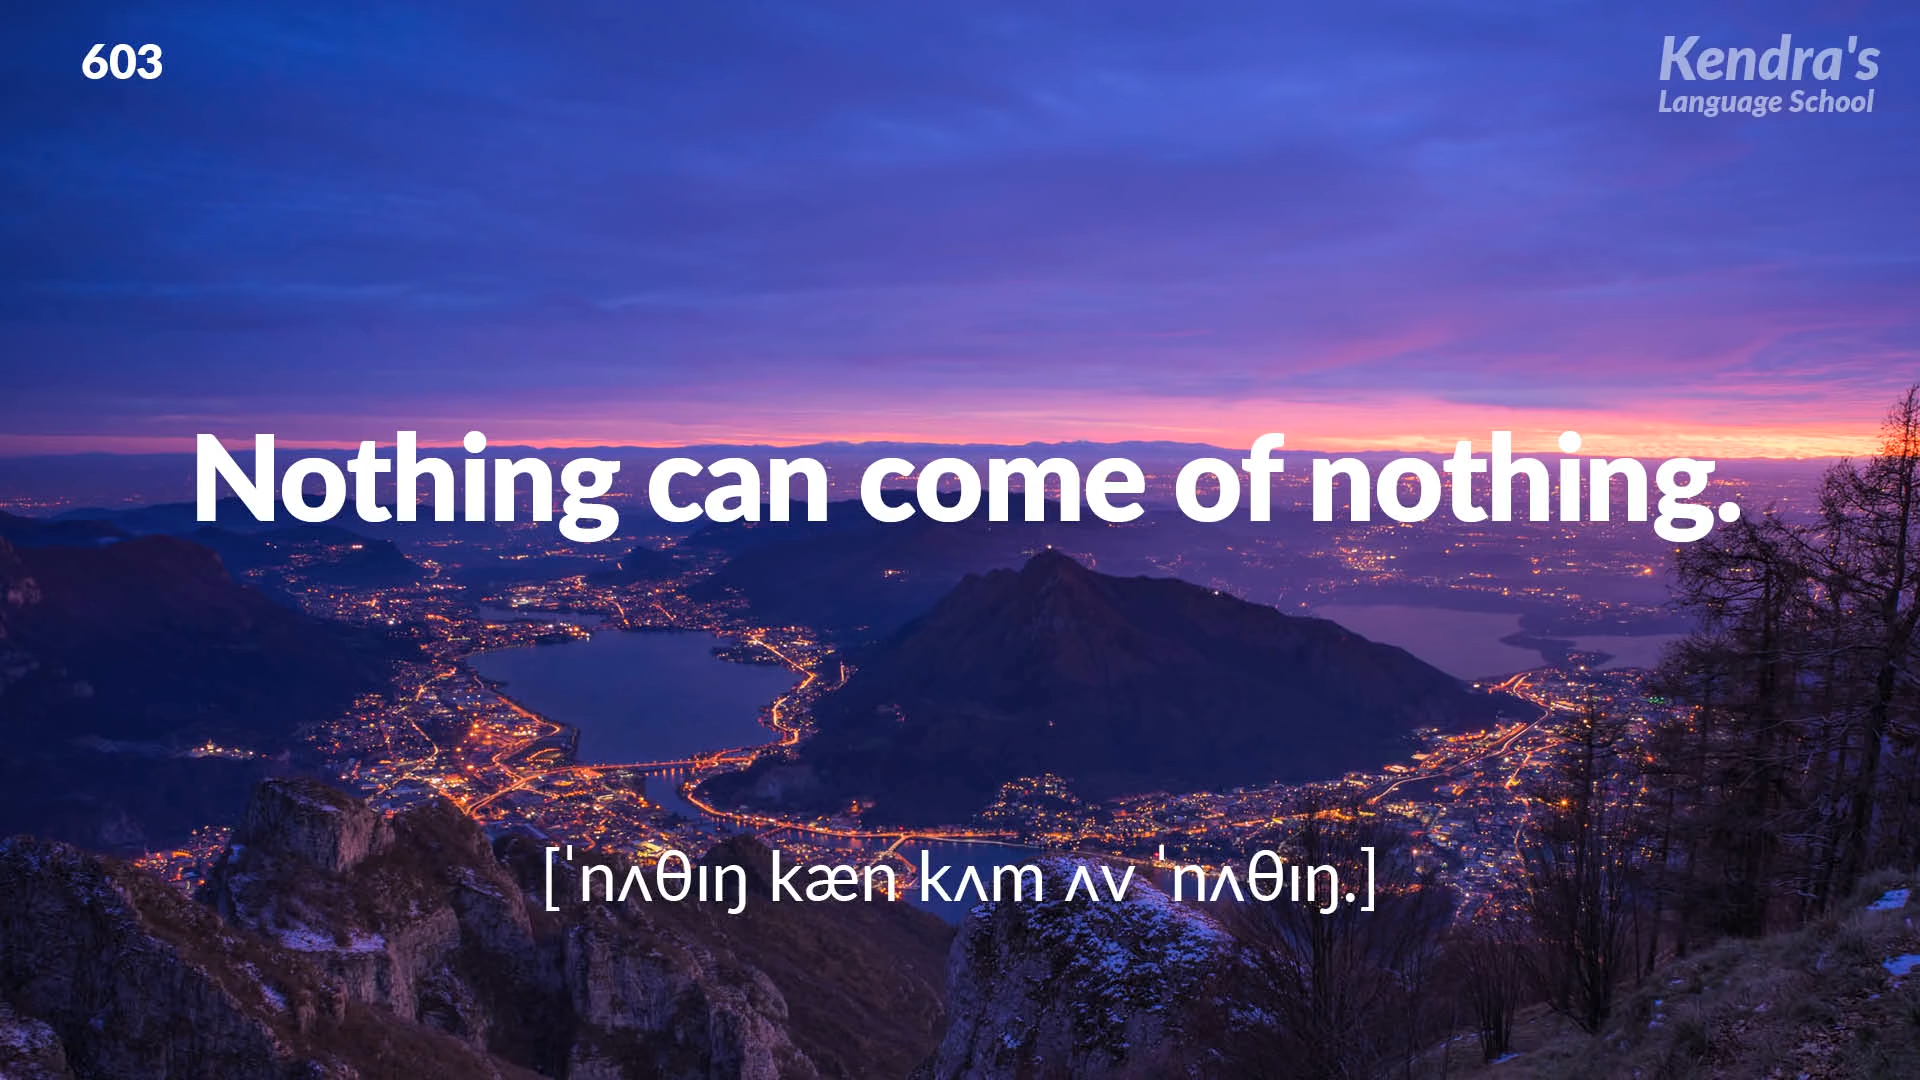 603
Kendra's
Language School
Nothing can come of nothing.
[ˈnʌθɪŋ kæn kʌm ʌv ˈnʌθɪŋ.]